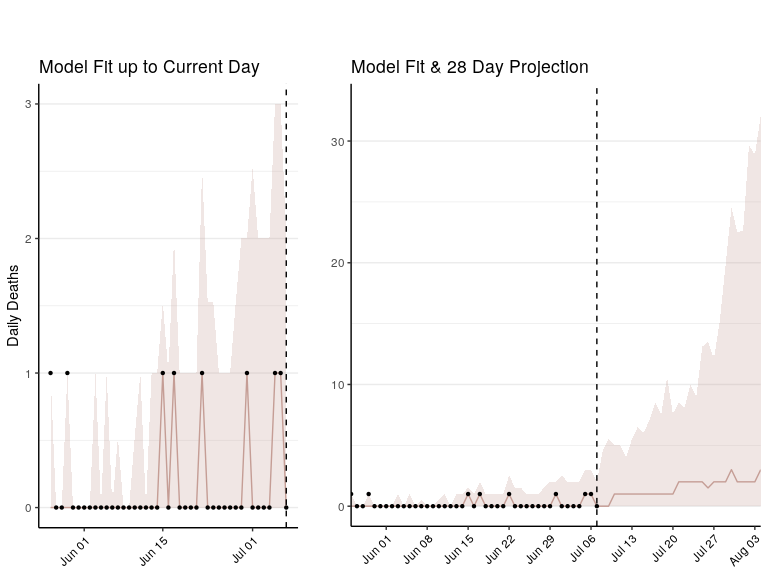 Model Fit up to Current Day
Model Fit & 28 Day Projection
Daily Deaths
3
2
1
0
Jun 01
Jun 15
Jul 01
30
20
10
0
Jun 01
Jun 08
Jun 15
Jun 22
Jun 29
Jul 06
Jul 13
Jul 20
Jul 27
Aug 03